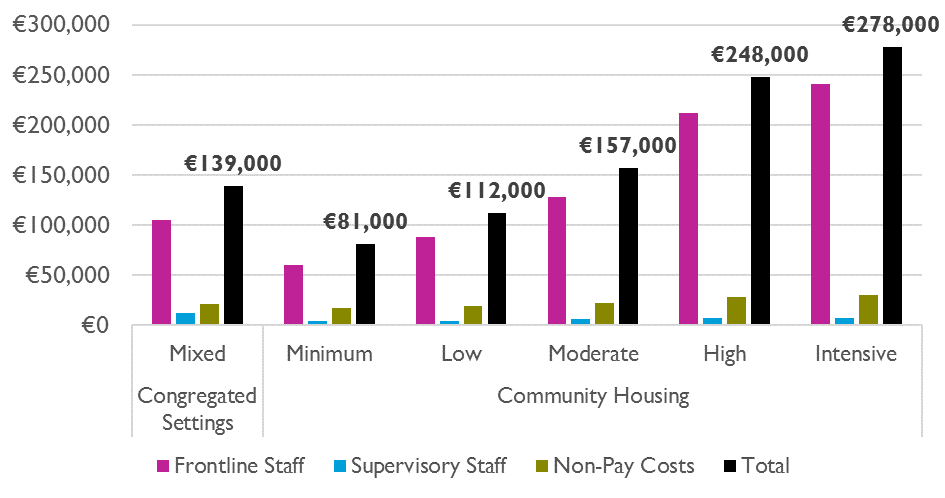 €300,000
€250,000
€200,000
€150,000
€100,000
€50,000
€0
€139,000
€81,000
€112,000
€157,000
€248,000
€278,000
Mixed
Minimum
Low
Moderate
High
Intensive
Congregated
Settings
Community Housing
Frontline Staff
Supervisory Staff
Non-Pay Costs
Total